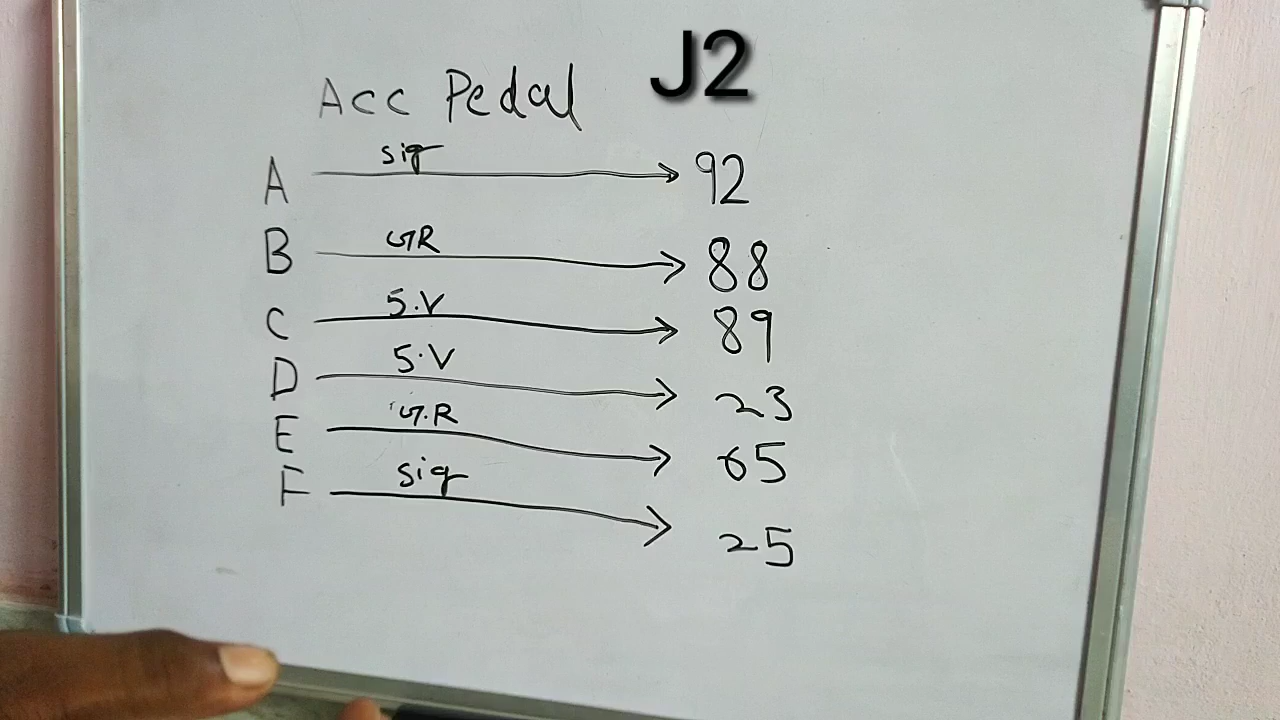 Acc Pedal J2
A sig 92
B GR 88
C 5.V 89
D 5.V 23
E G.R 65
F sig 25